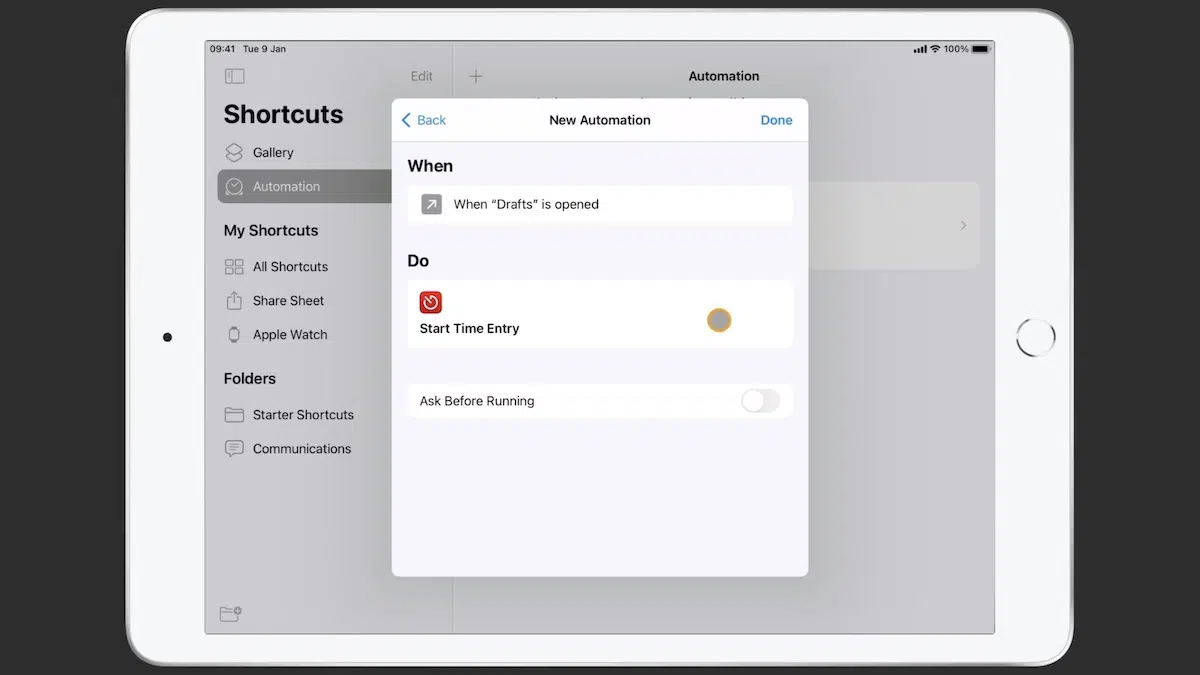 09:41 Tue 9 Jan
100%
Edit
Automation
Shortcuts
Gallery
Automation
My Shortcuts
All Shortcuts
Share Sheet
Apple Watch
Folders
Starter Shortcuts
Communications
Back
New Automation
Done
When
When “Drafts” is opened
Do
Start Time Entry
Ask Before Running